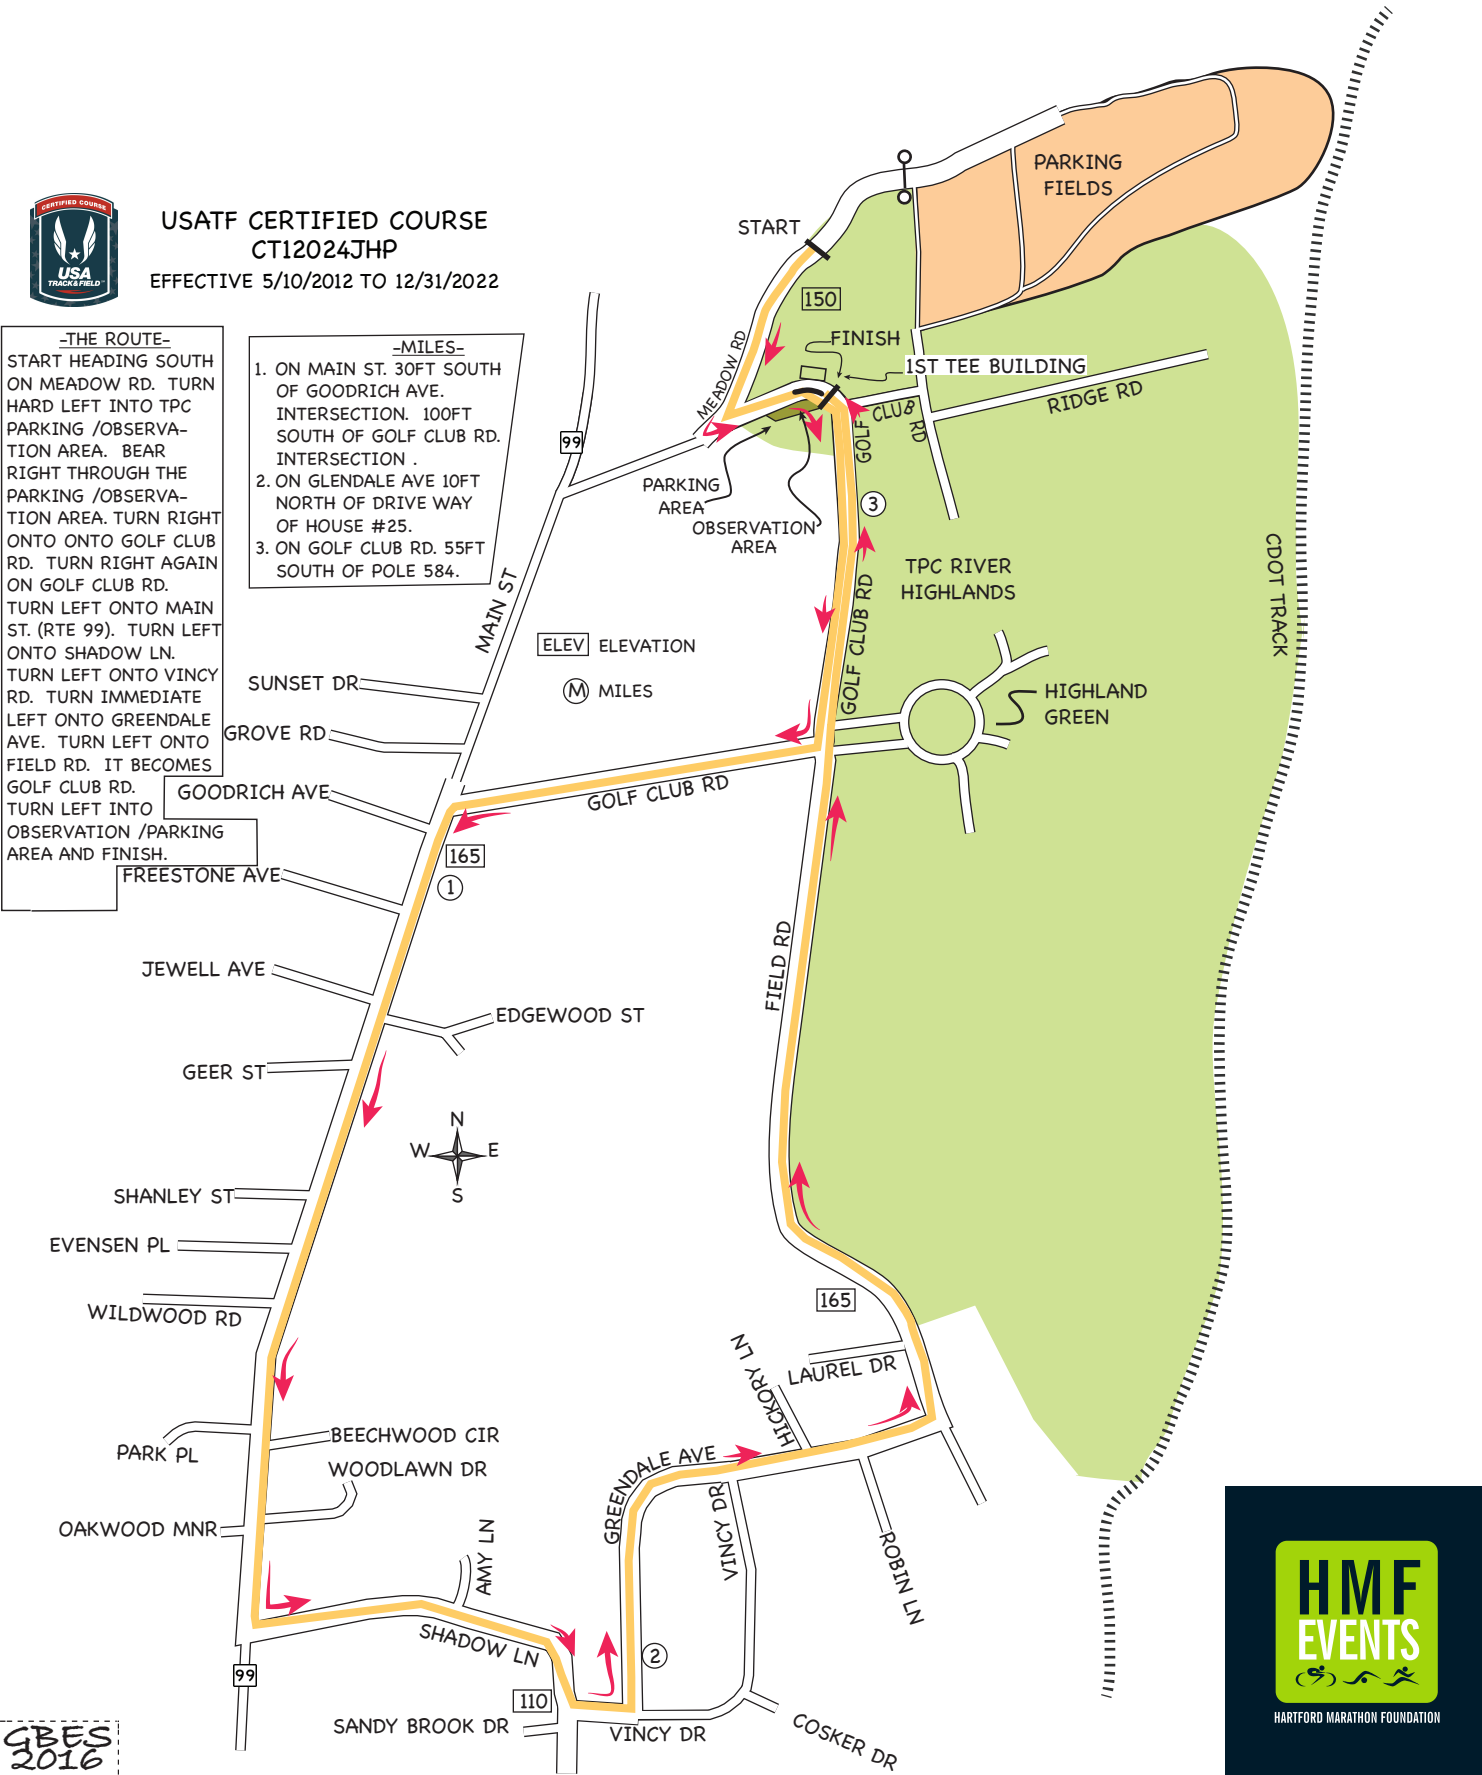 CERTIFIED COURSE
USA
TRACK & FIELD
USATF CERTIFIED COURSE
CT12024JHP
EFFECTIVE 5/10/2012 TO 12/31/2022
-THE ROUTE-
START HEADING SOUTH
ON MEADOW RD. TURN
HARD LEFT INTO TPC
PARKING /OBSERVA-
TION AREA. BEAR
RIGHT THROUGH THE
PARKING /OBSERVA-
TION AREA. TURN RIGHT
ONTO ONTO GOLF CLUB
RD. TURN RIGHT AGAIN
ON GOLF CLUB RD.
TURN LEFT ONTO MAIN
ST. (RTE 99). TURN LEFT
ONTO SHADOW LN.
TURN LEFT ONTO VINCY
RD. TURN IMMEDIATE
LEFT ONTO GREENDALE
AVE. TURN LEFT ONTO
FIELD RD. IT BECOMES
GOLF CLUB RD.
TURN LEFT INTO
OBSERVATION /PARKING
AREA AND FINISH.
-MILES-
1. ON MAIN ST. 30FT SOUTH
OF GOODRICH AVE.
INTERSECTION. 100FT
SOUTH OF GOLF CLUB RD.
INTERSECTION .
2. ON GLENDALE AVE 10FT
NORTH OF DRIVE WAY
OF HOUSE #25.
3. ON GOLF CLUB RD. 55FT
SOUTH OF POLE 584.
PARKING
FIELDS
START
150
FINISH
1ST TEE BUILDING
MEADOW RD
RIDGE RD
GOLF
CLUB
RD
99
PARKING
AREA
OBSERVATION
AREA
3
TPC RIVER
HIGHLANDS
CDOT TRACK
MAIN ST
GOLF CLUB RD
ELEV ELEVATION
M MILES
HIGHLAND
GREEN
SUNSET DR
GROVE RD
GOODRICH AVE
GOLF CLUB RD
165
1
FREESTONE AVE
FIELD RD
JEWELL AVE
EDGEWOOD ST
GEER ST
N
W
E
S
SHANLEY ST
EVENSEN PL
WILDWOOD RD
165
HICKORY LN
LAUREL DR
PARK PL
BEECHWOOD CIR
WOODLAWN DR
GREENDALE AVE
OAKWOOD MNR
AMY LN
VINCY DR
ROBIN LN
SHADOW LN
2
99
110
SANDY BROOK DR
VINCY DR
COSKER DR
GBES
2016
HMF
EVENTS
HARTFORD MARATHON FOUNDATION